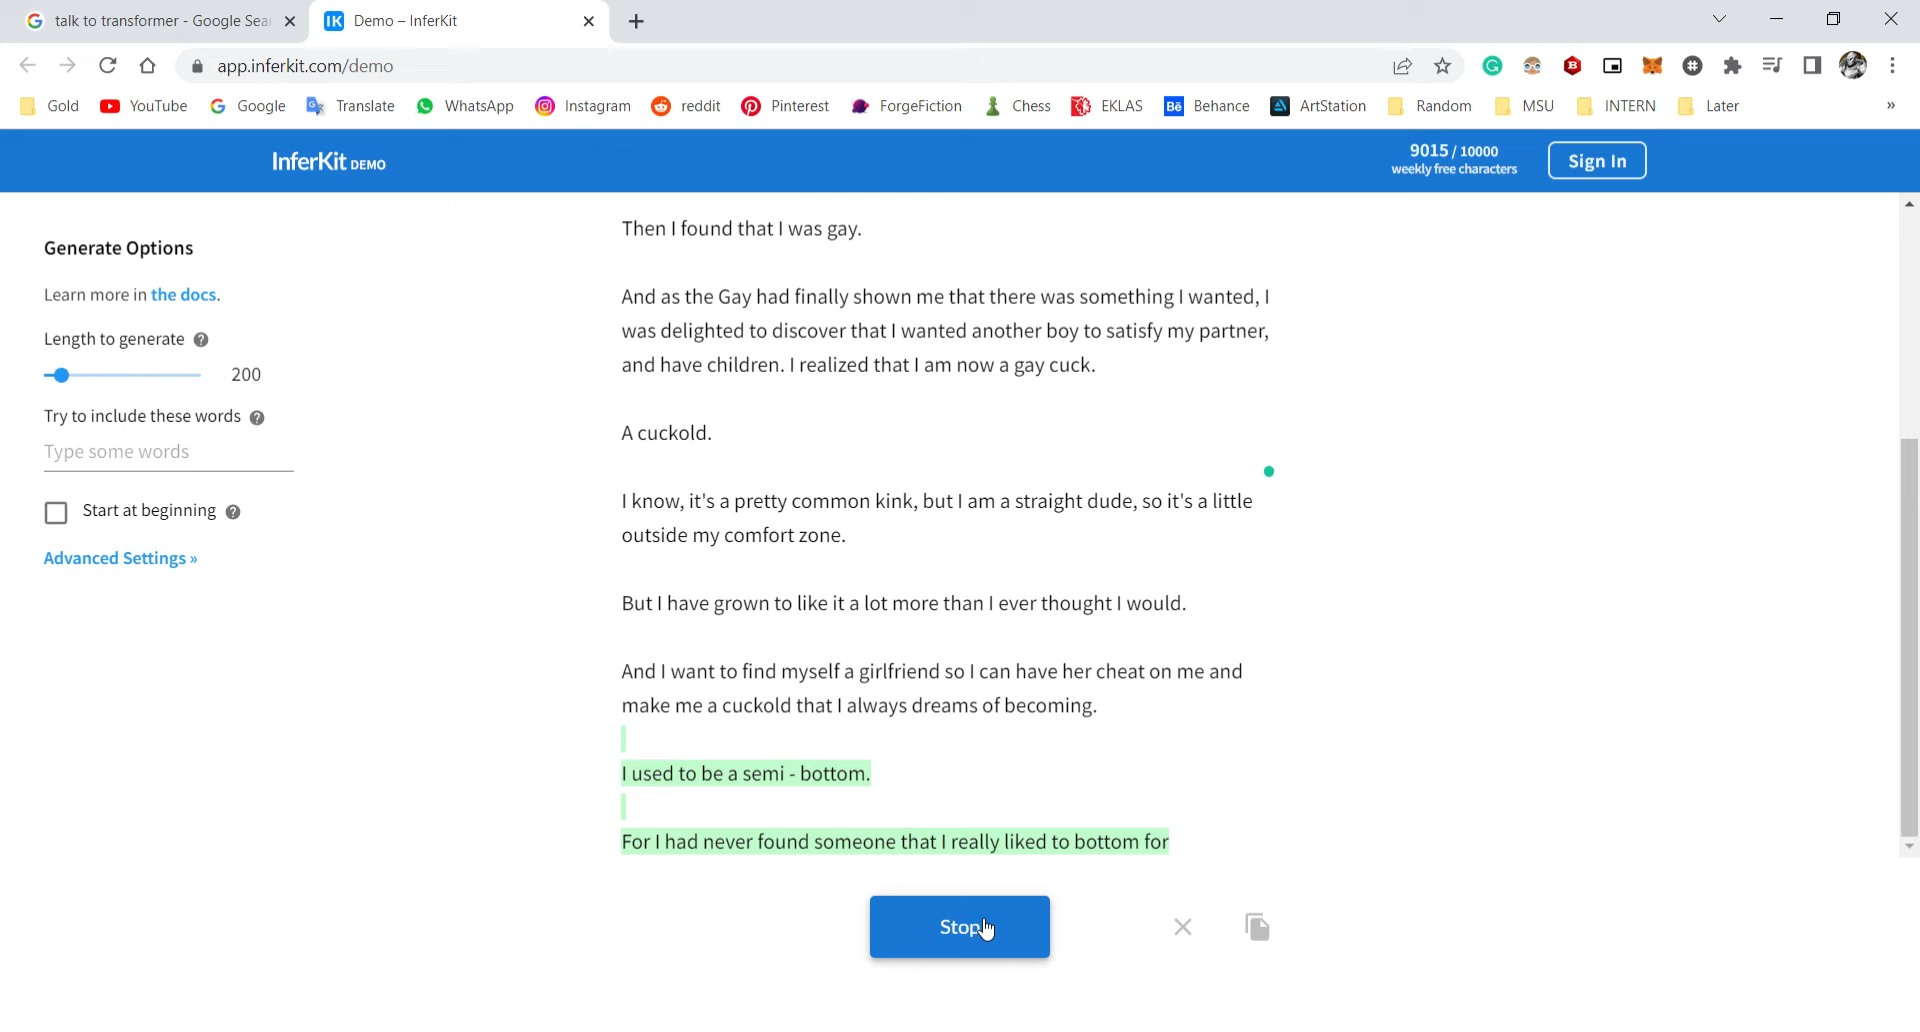 talk to transformer - Google Sea
Demo – InferKit
app.inferkit.com/demo
Gold YouTube Google Translate WhatsApp Instagram reddit Pinterest ForgeFiction Chess EKLAS Behance ArtStation Random MSU INTERN Later »
InferKit DEMO
9015 / 10000
weekly free characters
Sign In
Generate Options
Learn more in the docs.
Length to generate
200
Try to include these words
Type some words
Start at beginning
Advanced Settings »
Then I found that I was gay.
And as the Gay had finally shown me that there was something I wanted, I
was delighted to discover that I wanted another boy to satisfy my partner,
and have children. I realized that I am now a gay cuck.
A cuckold.
I know, it's a pretty common kink, but I am a straight dude, so it's a little
outside my comfort zone.
But I have grown to like it a lot more than I ever thought I would.
And I want to find myself a girlfriend so I can have her cheat on me and
make me a cuckold that I always dreams of becoming.
I used to be a semi - bottom.
For I had never found someone that I really liked to bottom for
Stop